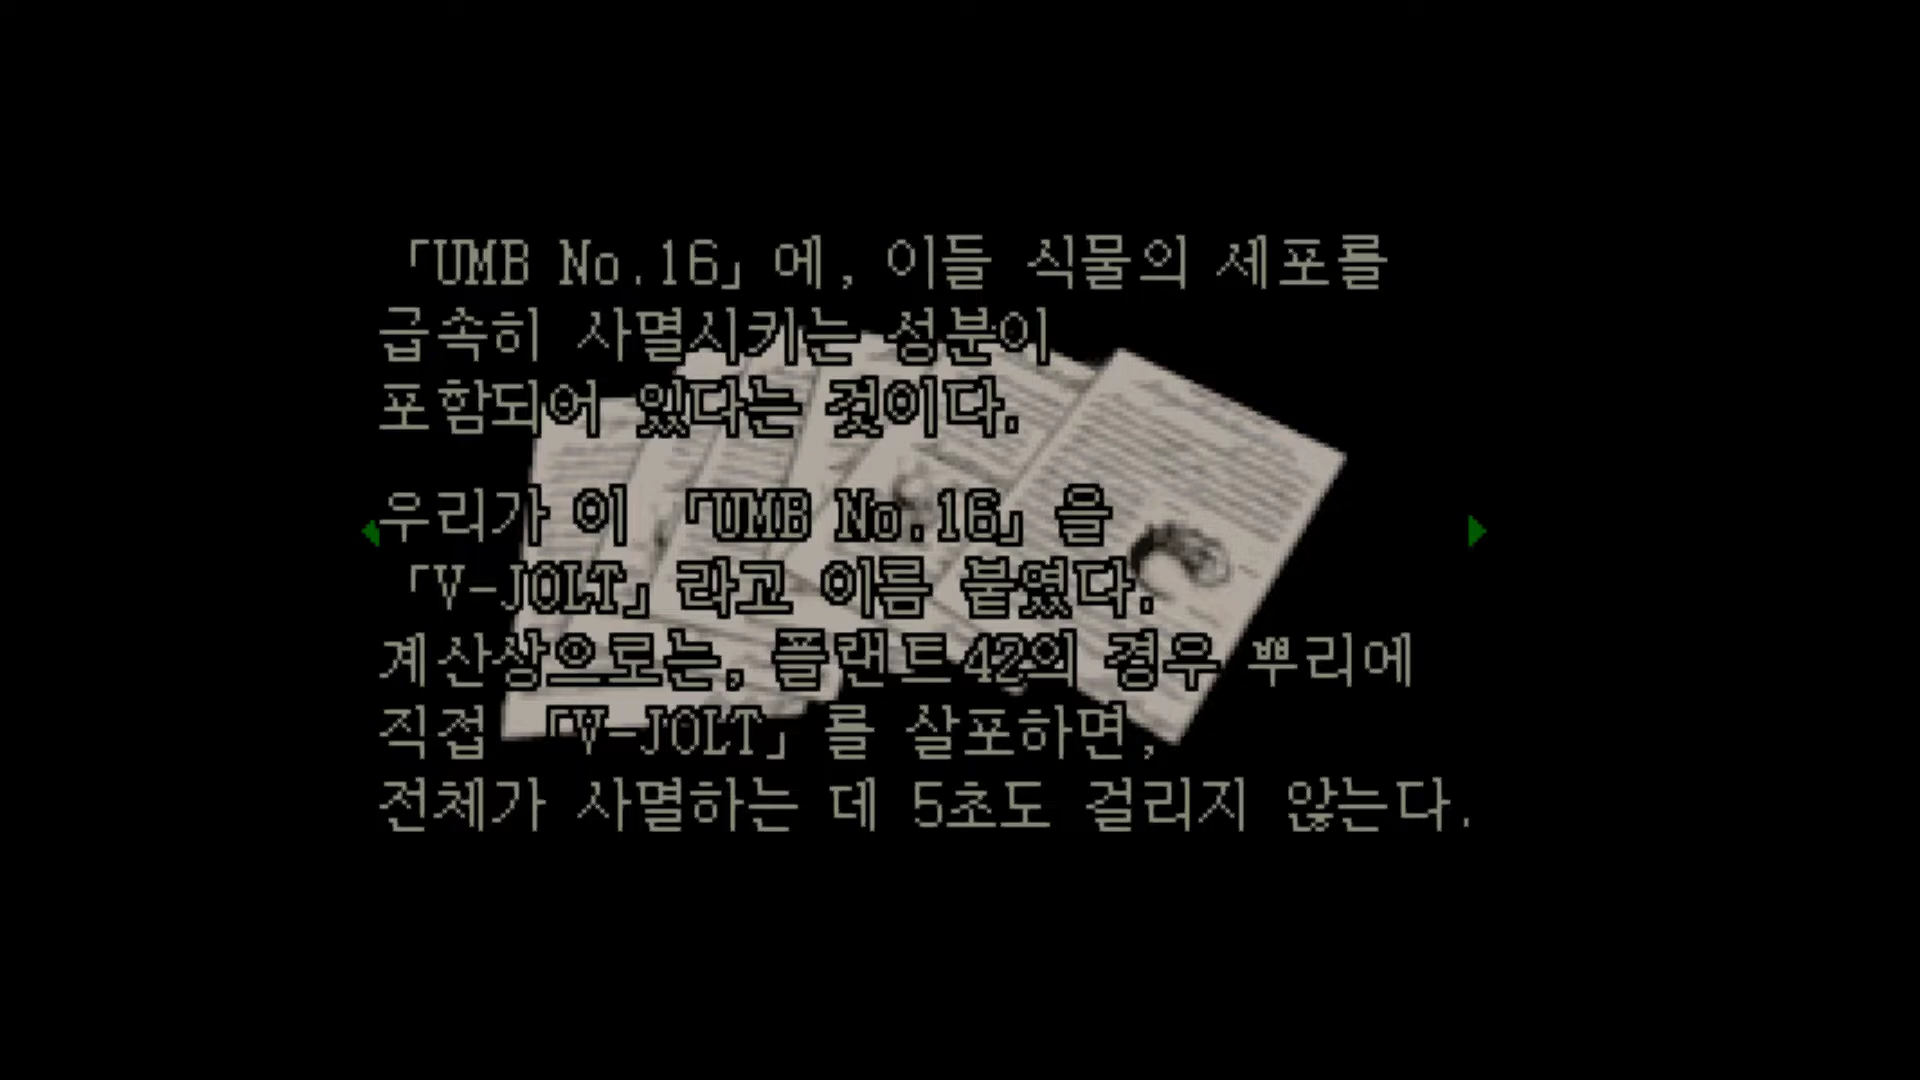 「UMB No.16」에, 이들 식물의 세포를
급속히 사멸시키는 성분이
포함되어 있다는 것이다.
우리가 이 「UMB No.16」을
「V-JOLT」라고 이름 붙였다.
계산상으로는, 플랜트42의 경우 뿌리에
직접 「V-JOLT」를 살포하면,
전체가 사멸하는 데 5초도 걸리지 않는다.